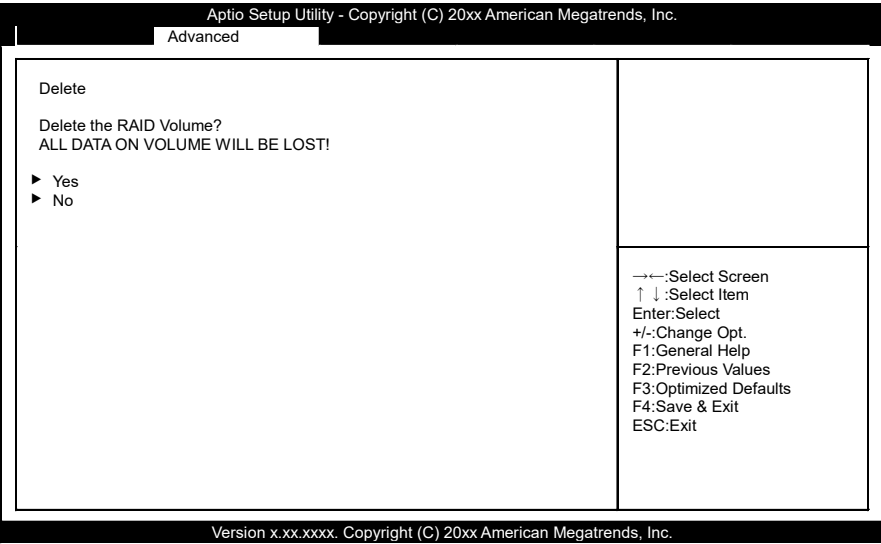 Aptio Setup Utility - Copyright (C) 20xx American Megatrends, Inc.
Advanced
Delete
Delete the RAID Volume?
ALL DATA ON VOLUME WILL BE LOST!
► Yes
► No
→←:Select Screen
↑↓:Select Item
Enter:Select
+/-:Change Opt.
F1:General Help
F2:Previous Values
F3:Optimized Defaults
F4:Save & Exit
ESC:Exit
Version x.xx.xxxx. Copyright (C) 20xx American Megatrends, Inc.